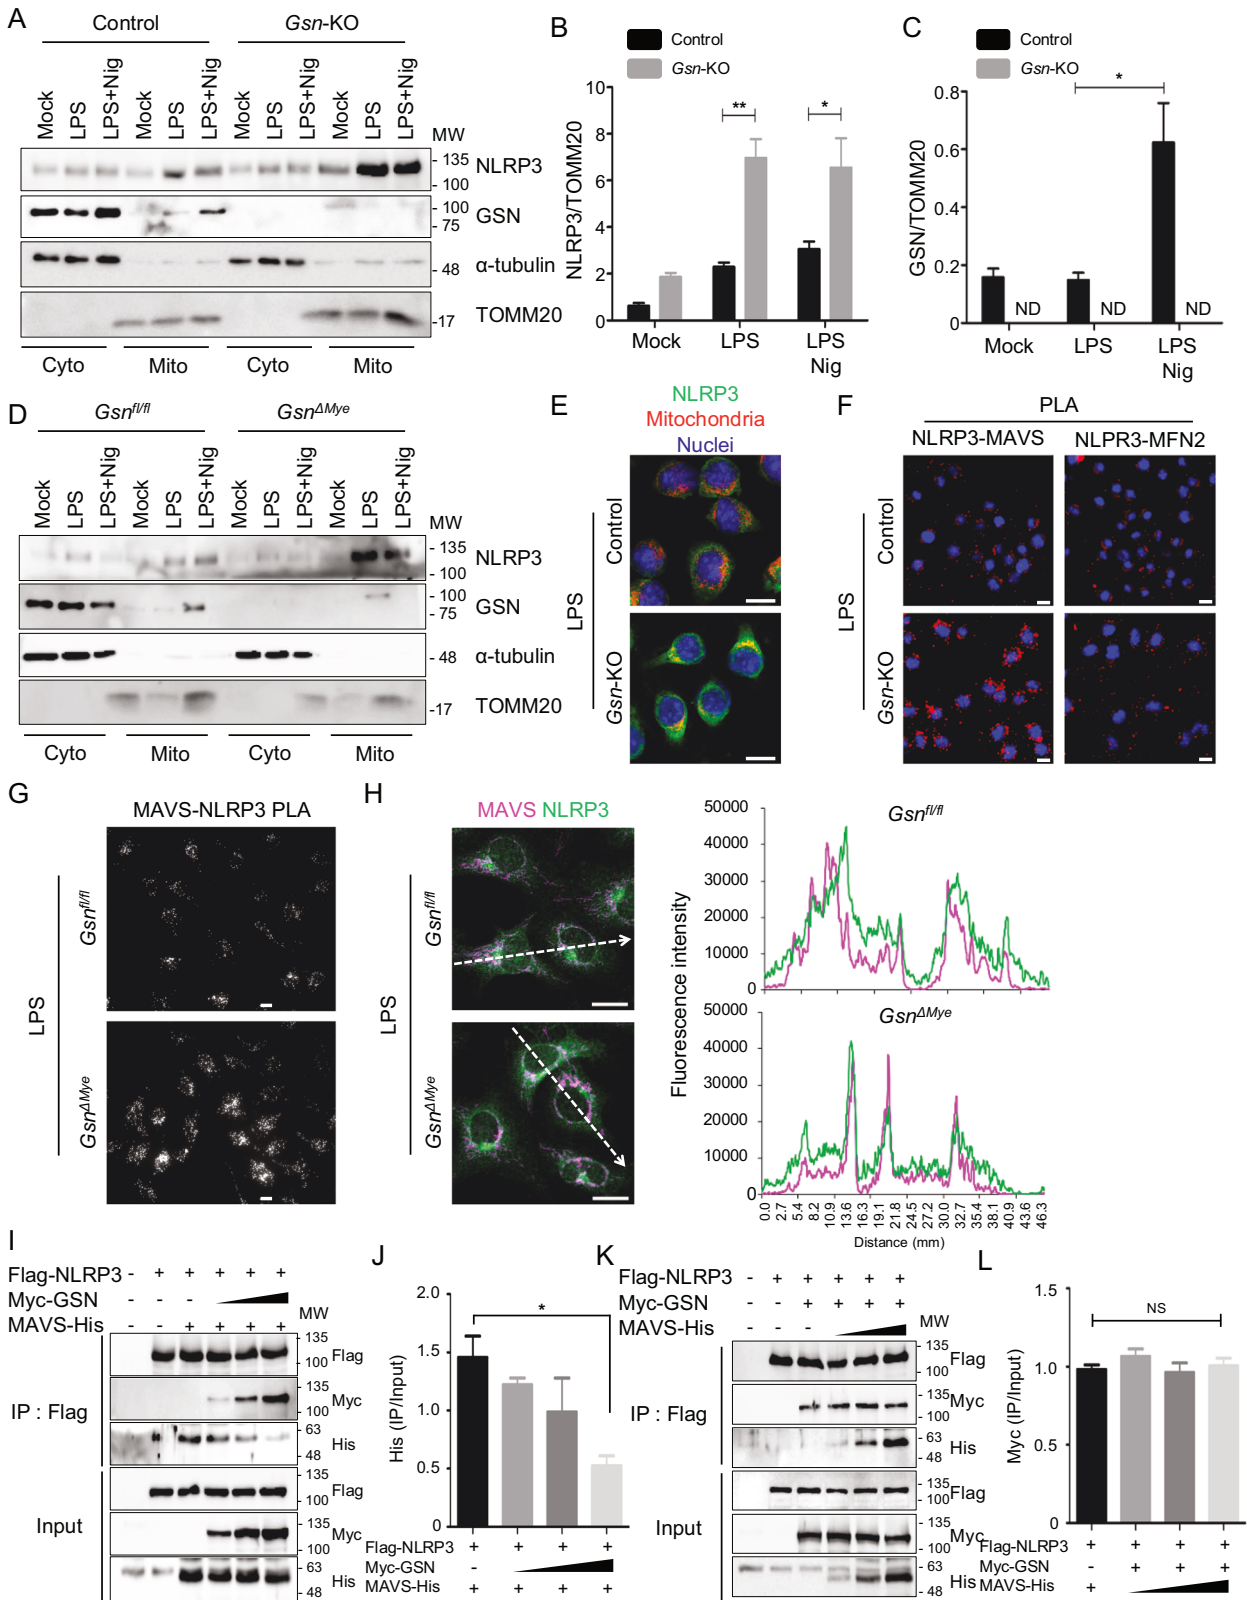 A
Control Gsn-KO
Mock LPS LPS+Nig Mock LPS LPS+Nig Mock LPS LPS+Nig Mock LPS LPS+Nig
MW
- 135
NLRP3
- 100
- 100
GSN
- 75
α-tubulin
- 48
TOMM20
-17
Cyto Mito Cyto Mito
B
Control
Gsn-KO
NLRP3/TOMM20
10
8
6
4
2
0
** *
Mock LPS LPS
Nig
C
Control
Gsn-KO
GSN/TOMM20
0.8
0.6
0.4
0.2
0
*
ND ND ND
Mock LPS LPS
Nig
D
Gsnfl/fl GsnΔMye
Mock LPS LPS+Nig Mock LPS LPS+Nig Mock LPS LPS+Nig Mock LPS LPS+Nig
MW
- 135
NLRP3
- 100
- 100
GSN
- 75
α-tubulin
- 48
TOMM20
-17
Cyto Mito Cyto Mito
E
NLRP3
Mitochondria
Nuclei
LPS
Control
Gsn-KO
F
PLA
NLRP3-MAVS NLPR3-MFN2
LPS
Control
Gsn-KO
G
MAVS-NLRP3 PLA
LPS
Gsnfl/fl
GsnΔMye
H
MAVS NLRP3
LPS
Gsnfl/fl
GsnΔMye
Fluorescence intensity
Gsnfl/fl
50000
40000
30000
20000
10000
0
GsnΔMye
50000
40000
30000
20000
10000
0
0.0 2.7 5.4 8.2 10.9 13.6 16.3 19.1 21.8 24.5 27.2 30.0 32.7 35.4 38.1 40.9 43.6 46.3
Distance (mm)
I
Flag-NLRP3 - + + + + +
Myc-GSN - - -
MAVS-His - - + + + +
MW
IP : Flag
135
100
Flag
135
100
Myc
63
48
His
Input
135
100
Flag
135
100
Myc
63
48
His
J
His (IP/Input)
2.0
1.5
1.0
0.5
0
*
Flag-NLRP3 + + + +
Myc-GSN -
MAVS-His + + + +
K
Flag-NLRP3 - + + + + +
Myc-GSN - - + + + +
MAVS-His - - -
MW
IP : Flag
135
100
Flag
135
100
Myc
63
48
His
Input
135
100
Flag
135
100
Myc
63
48
His
L
Myc (IP/Input)
1.5
1.0
0.5
0
NS
Flag-NLRP3 + + + +
Myc-GSN - + + +
MAVS-His +